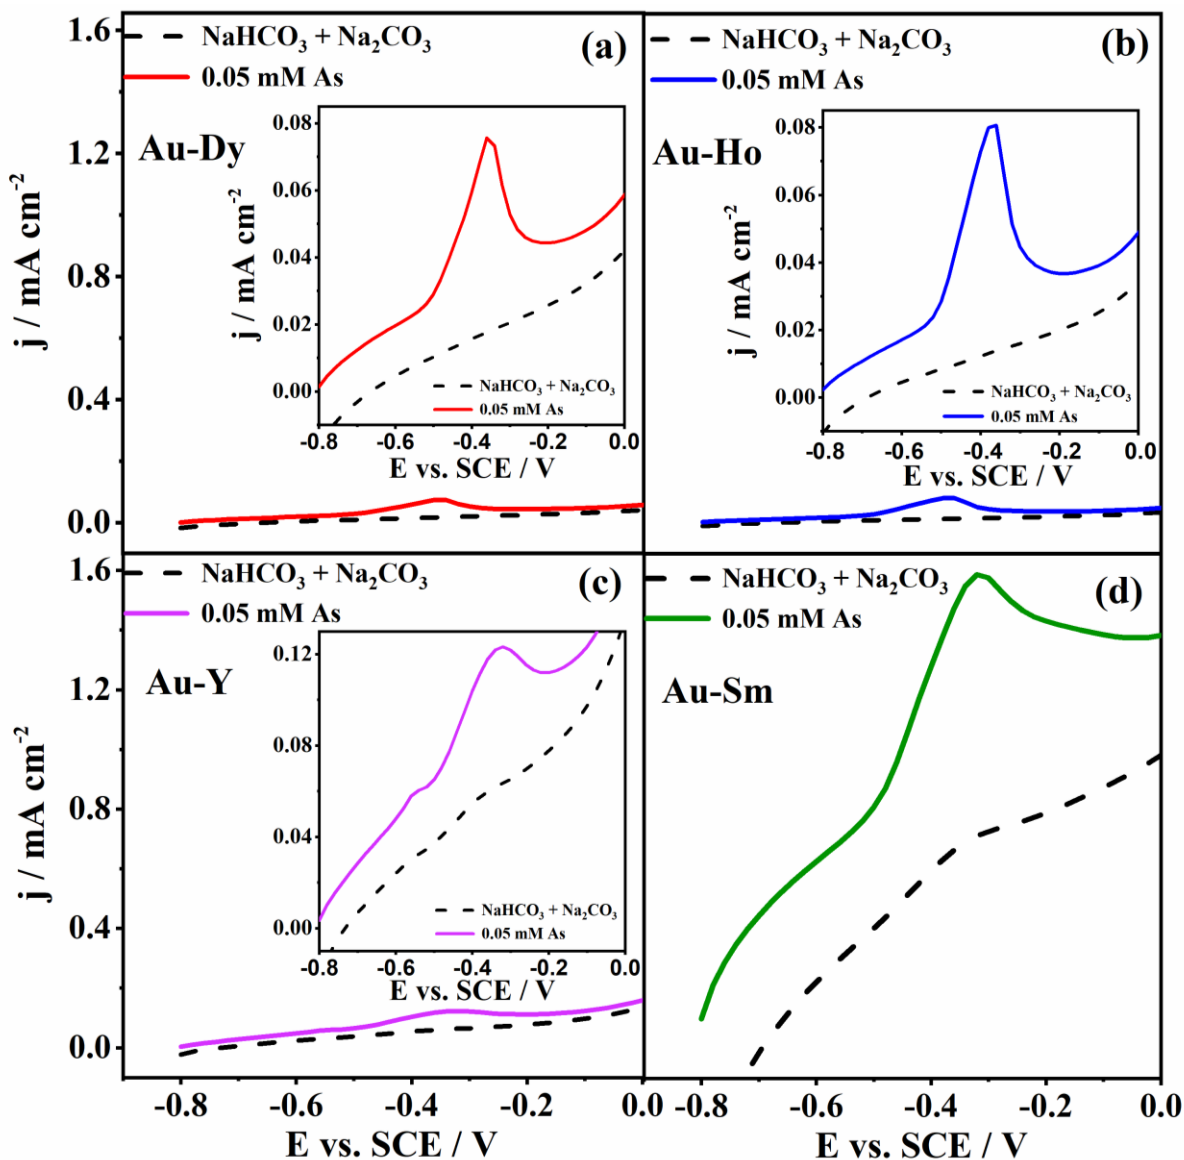 1.6
1.2
0.8
0.4
0.0
j / mA cm⁻²
NaHCO₃ + Na₂CO₃
0.05 mM As
(a)
Au-Dy
0.08
0.06
0.04
0.02
0.00
j / mA cm⁻²
NaHCO₃ + Na₂CO₃
0.05 mM As
-0.8 -0.6 -0.4 -0.2 0.0
E vs. SCE / V
NaHCO₃ + Na₂CO₃
0.05 mM As
(b)
Au-Ho
0.08
0.06
0.04
0.02
0.00
j / mA cm⁻²
NaHCO₃ + Na₂CO₃
0.05 mM As
-0.8 -0.6 -0.4 -0.2 0.0
E vs. SCE / V
1.6
1.2
0.8
0.4
0.0
j / mA cm⁻²
NaHCO₃ + Na₂CO₃
0.05 mM As
(c)
Au-Y
0.12
0.08
0.04
0.00
j / mA cm⁻²
NaHCO₃ + Na₂CO₃
0.05 mM As
-0.8 -0.6 -0.4 -0.2 0.0
E vs. SCE / V
-0.8 -0.6 -0.4 -0.2 0.0
E vs. SCE / V
NaHCO₃ + Na₂CO₃
0.05 mM As
(d)
Au-Sm
-0.8 -0.6 -0.4 -0.2 0.0
E vs. SCE / V